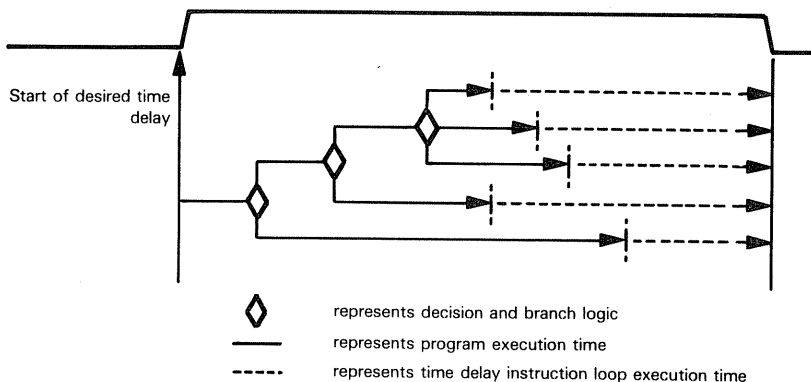 Start of desired time
delay
represents decision and branch logic
represents program execution time
represents time delay instruction loop execution time